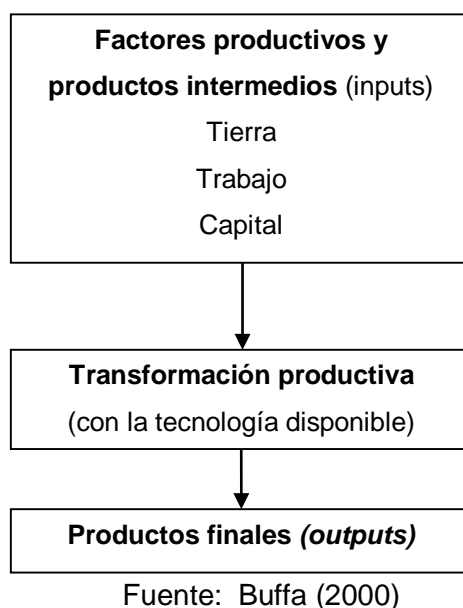 Factores productivos y
productos intermedios (inputs)
Tierra
Trabajo
Capital
Transformación productiva
(con la tecnología disponible)
Productos finales (outputs)
Fuente: Buffa (2000)